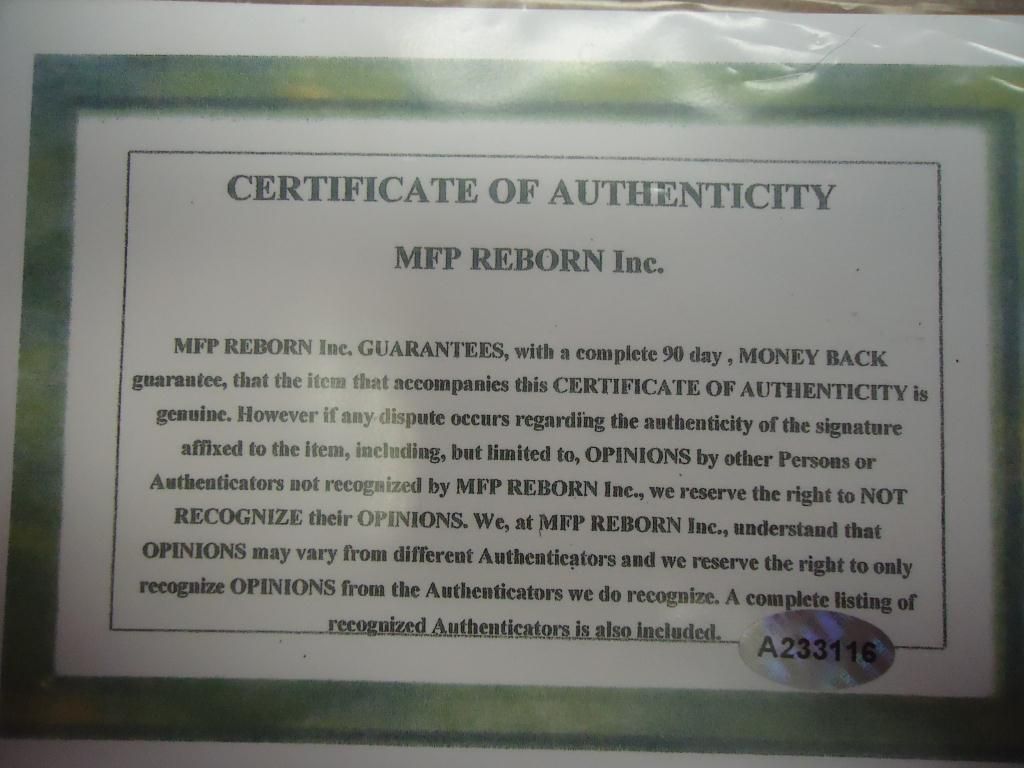 CERTIFICATE OF AUTHENTICITY
MFP REBORN Inc.
MFP REBORN Inc. GUARANTEES, with a complete 90 day , MONEY BACK
guarantee, that the item that accompanies this CERTIFICATE OF AUTHENTICITY is
genuine. However if any dispute occurs regarding the authenticity of the signature
affixed to the item, including, but limited to, OPINIONS by other Persons or
Authenticators not recognized by MFP REBORN Inc., we reserve the right to NOT
RECOGNIZE their OPINIONS. We, at MFP REBORN Inc., understand that
OPINIONS may vary from different Authenticators and we reserve the right to only
recognize OPINIONS from the Authenticators we do recognize. A complete listing of
recognized Authenticators is also included.
A233116